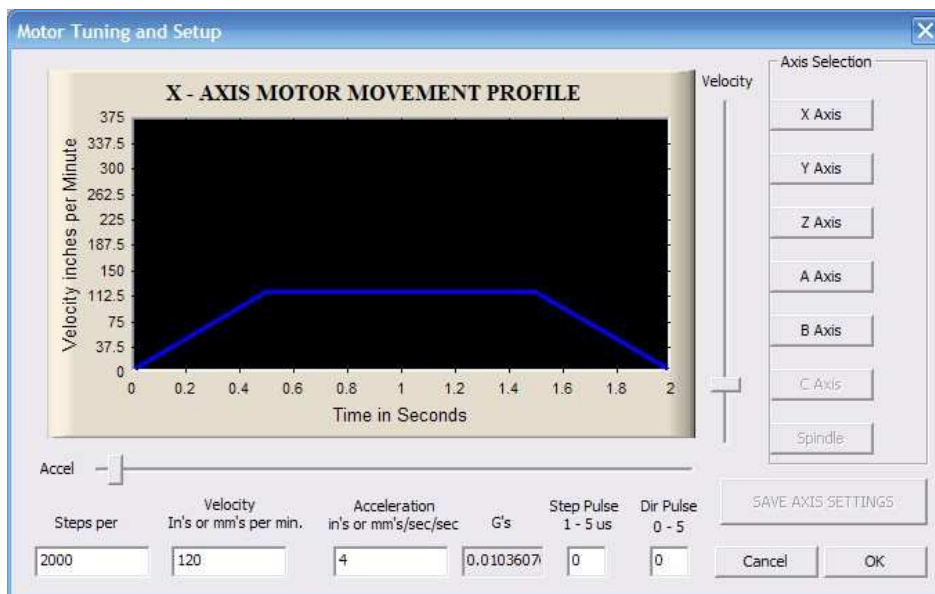 Motor Tuning and Setup
X - AXIS MOTOR MOVEMENT PROFILE
Velocity inches per Minute
375
337.5
300
262.5
225
187.5
150
112.5
75
37.5
0
0 0.2 0.4 0.6 0.8 1 1.2 1.4 1.6 1.8 2
Time in Seconds
Velocity
Axis Selection
X Axis
Y Axis
Z Axis
A Axis
B Axis
C Axis
Spindle
Accel
SAVE AXIS SETTINGS
Steps per
Velocity
In's or mm's per min.
Acceleration
in's or mm's/sec/sec
G's
Step Pulse
1 - 5 us
Dir Pulse
0 - 5
2000 120 4 0.0103607 0 0
Cancel OK